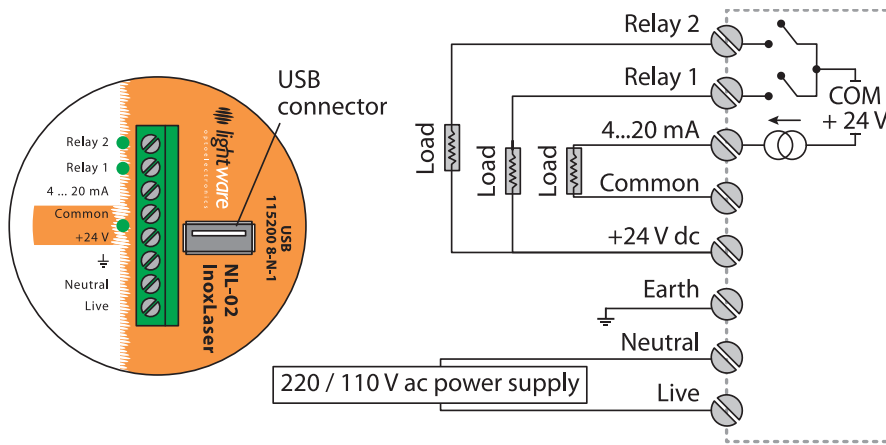 USB
connector
lightware
optoelectronics
Relay 2
Relay 1
4 ... 20 mA
Common
+24 V
Neutral
Live
USB
115200 8-N-1
NL-02
InoxLaser
Relay 2
Relay 1
4...20 mA
Common
+24 V dc
Earth
Neutral
Live
Load
Load
Load
COM
+ 24 V
220 / 110 V ac power supply